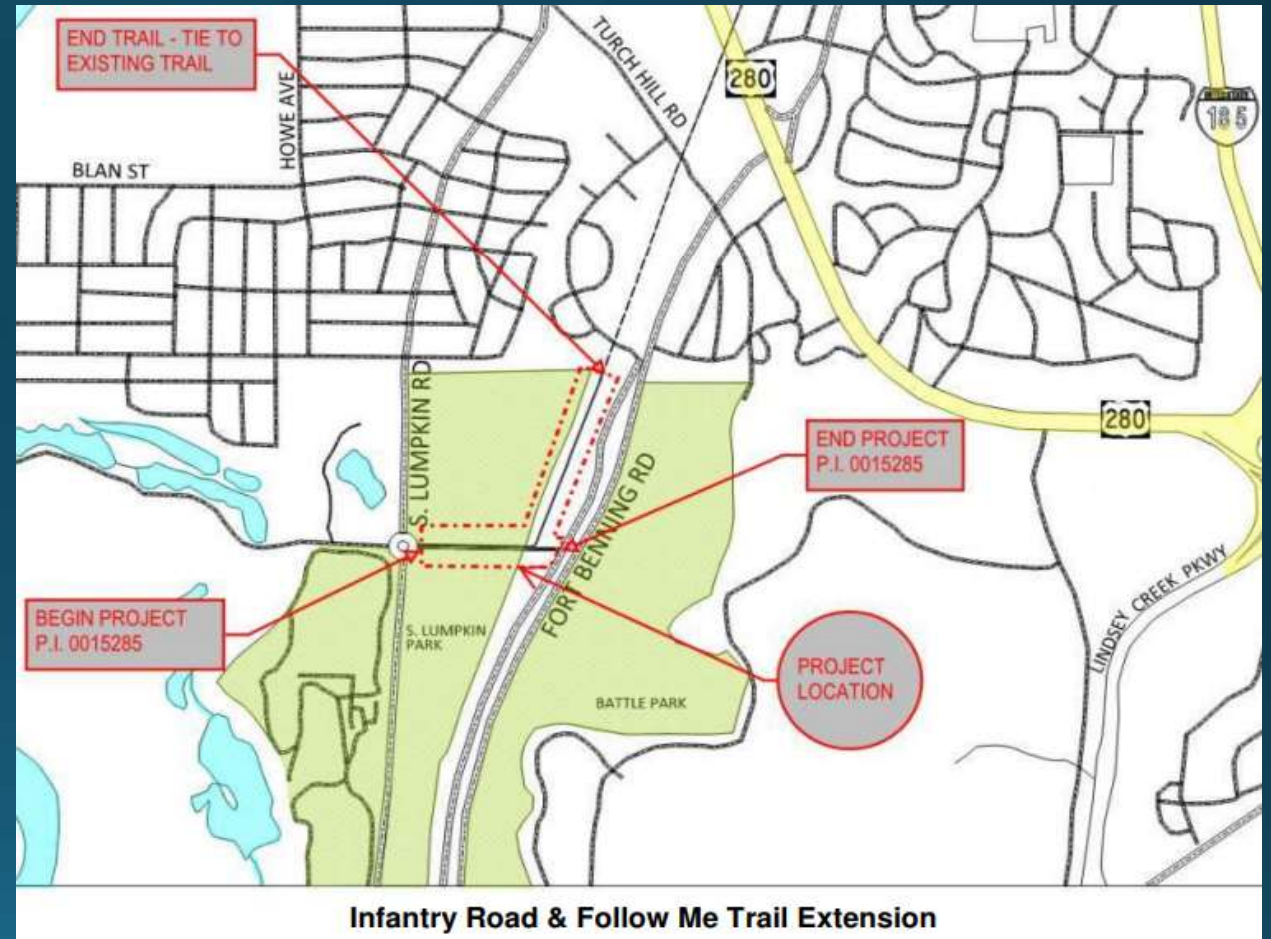 END TRAIL - TIE TO
EXISTING TRAIL
HOWE AVE
TURCH HILL RD
280
185
BLAN ST
S. LUMPKIN RD
END PROJECT
P.I. 0015285
280
FORT BENNING RD
BEGIN PROJECT
P.I. 0015285
S. LUMPKIN
PARK
PROJECT
LOCATION
LINDSEY CREEK PKWY
BATTLE PARK
Infantry Road & Follow Me Trail Extension